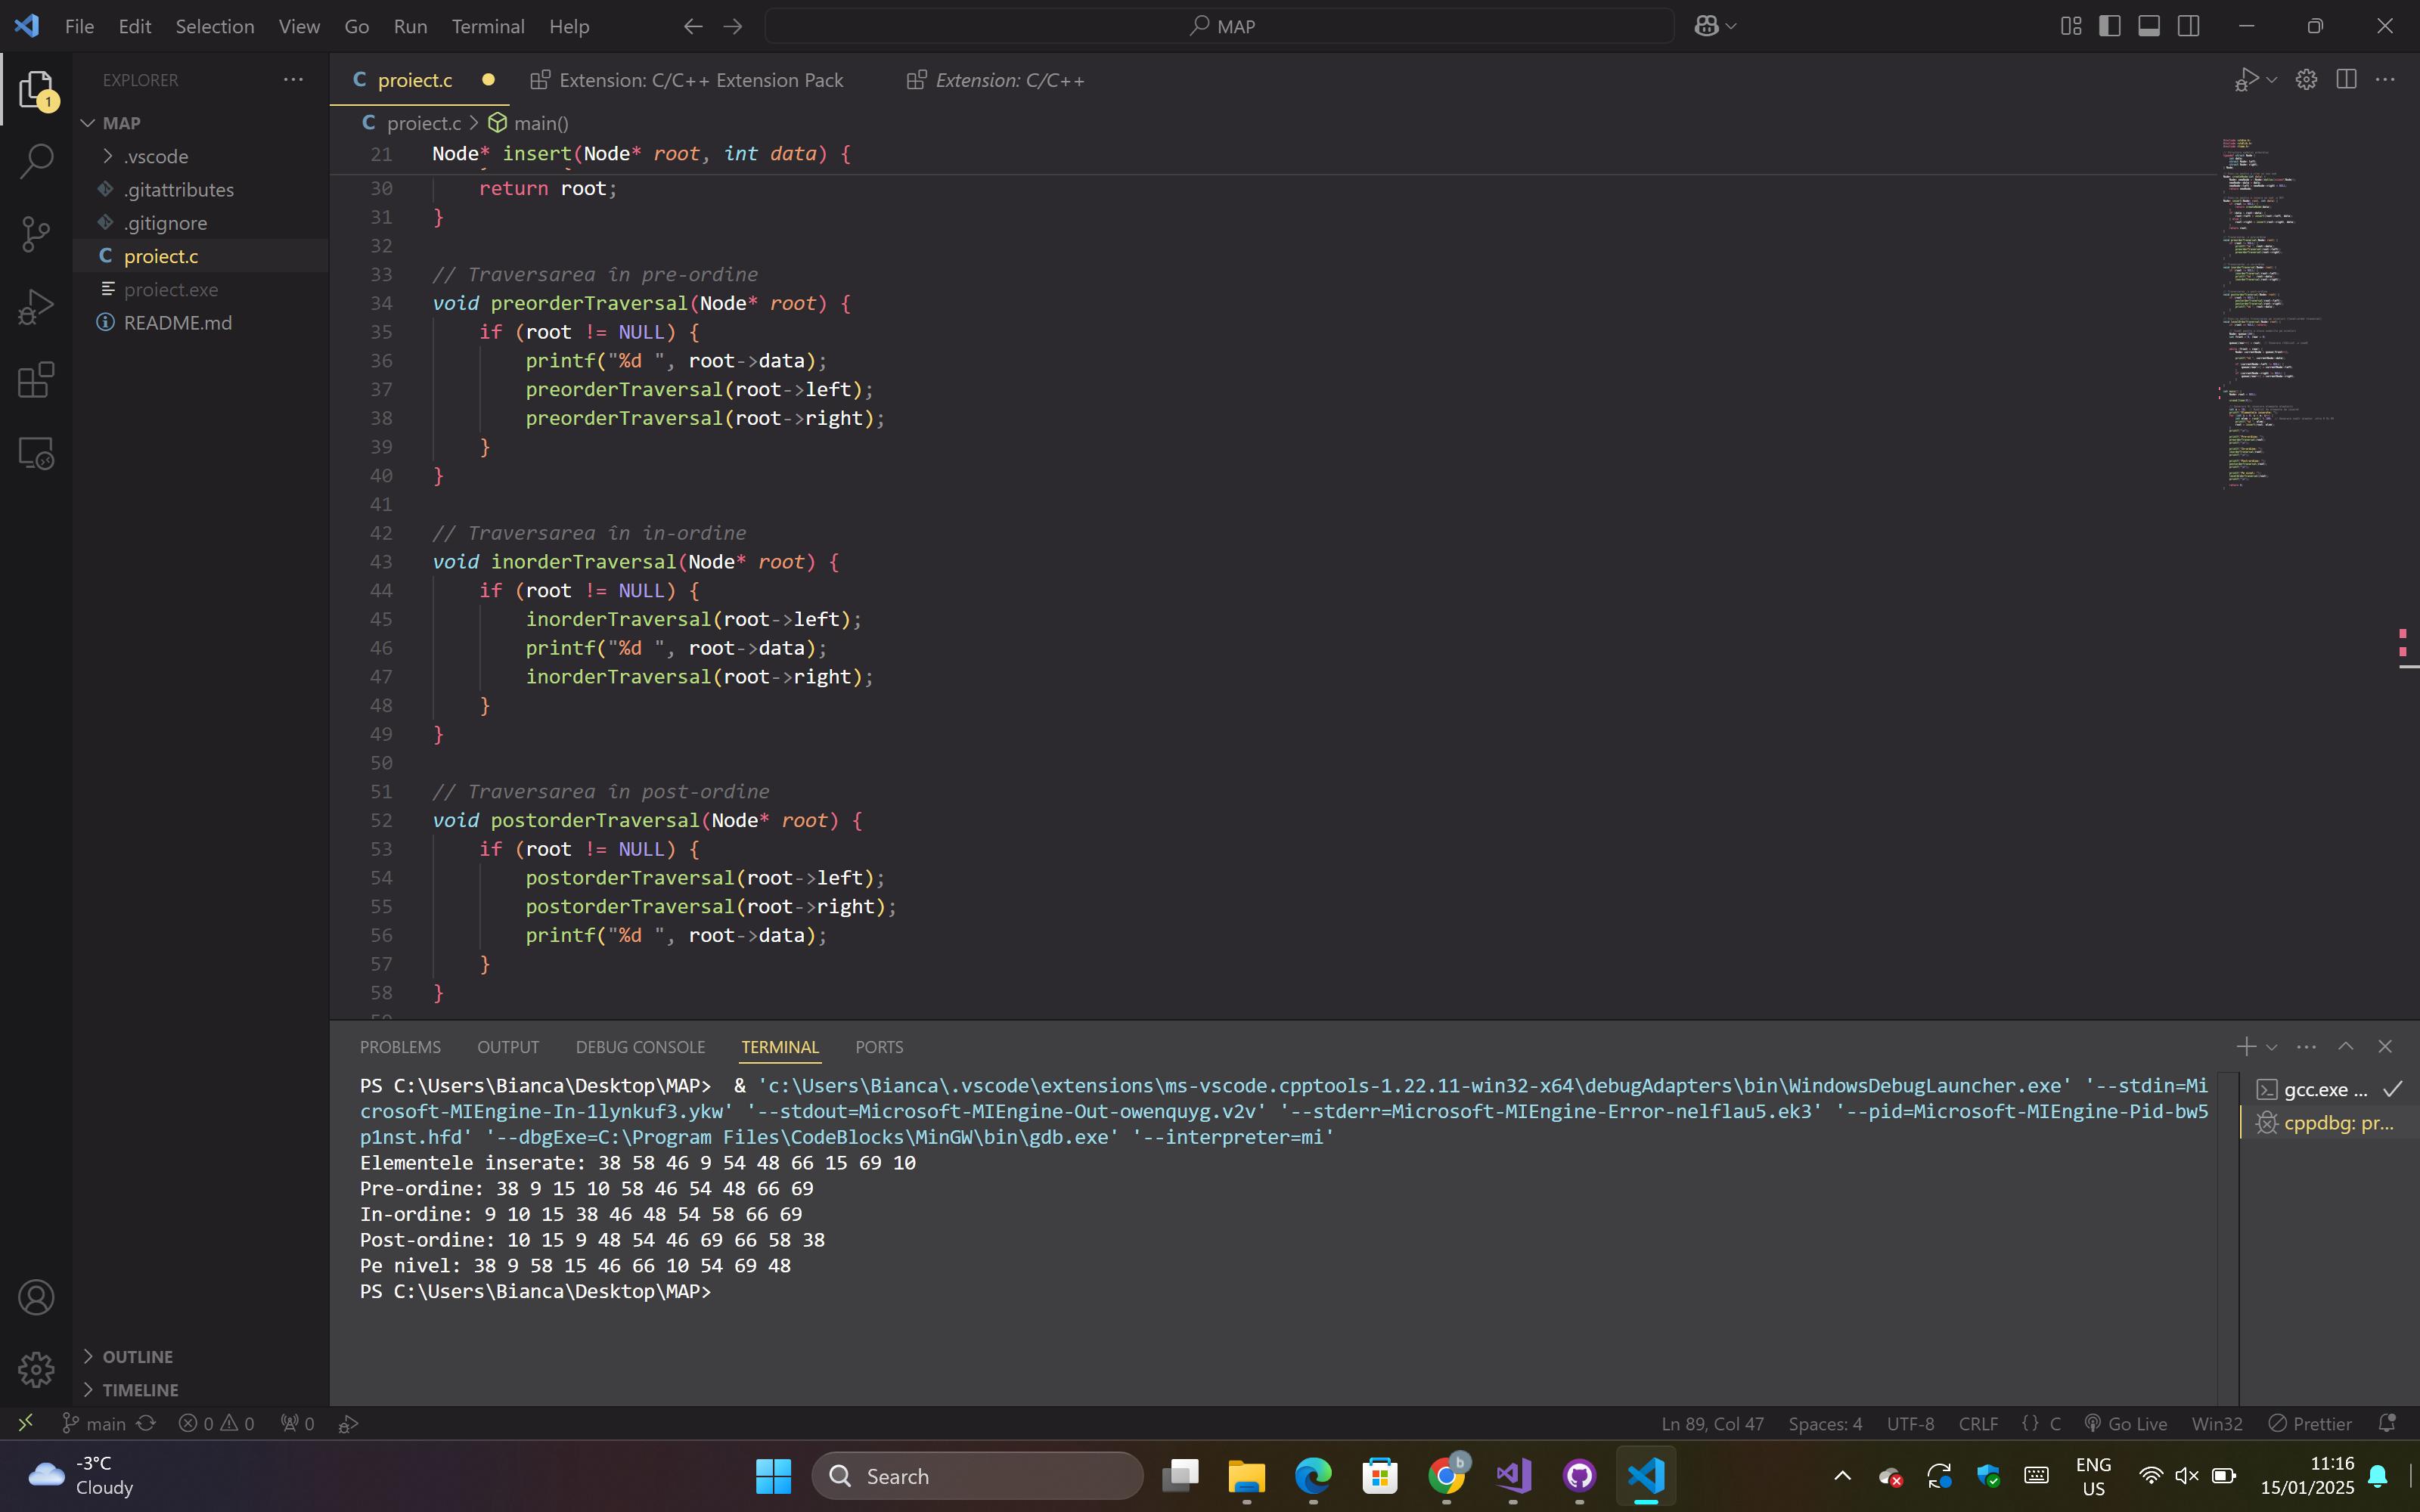 File Edit Selection View Go Run Terminal Help MAP
EXPLORER
MAP
.vscode
.gitattributes
.gitignore
proiect.c
proiect.exe
README.md
OUTLINE
TIMELINE
proiect.c Extension: C/C++ Extension Pack Extension: C/C++
proiect.c > main()
21 Node* insert(Node* root, int data) {
30 return root;
31 }
32
33 // Traversarea în pre-ordine
34 void preorderTraversal(Node* root) {
35 if (root != NULL) {
36 printf("%d ", root->data);
37 preorderTraversal(root->left);
38 preorderTraversal(root->right);
39 }
40 }
41
42 // Traversarea în in-ordine
43 void inorderTraversal(Node* root) {
44 if (root != NULL) {
45 inorderTraversal(root->left);
46 printf("%d ", root->data);
47 inorderTraversal(root->right);
48 }
49 }
50
51 // Traversarea în post-ordine
52 void postorderTraversal(Node* root) {
53 if (root != NULL) {
54 postorderTraversal(root->left);
55 postorderTraversal(root->right);
56 printf("%d ", root->data);
57 }
58 }
PROBLEMS OUTPUT DEBUG CONSOLE TERMINAL PORTS
PS C:\Users\Bianca\Desktop\MAP> & 'c:\Users\Bianca\.vscode\extensions\ms-vscode.cpptools-1.22.11-win32-x64\debugAdapters\bin\WindowsDebugLauncher.exe' '--stdin=Mi
crosoft-MIEngine-In-1lynkuf3.ykw' '--stdout=Microsoft-MIEngine-Out-owenquyg.v2v' '--stderr=Microsoft-MIEngine-Error-nelflau5.ek3' '--pid=Microsoft-MIEngine-Pid-bw5
p1nst.hfd' '--dbgExe=C:\Program Files\CodeBlocks\MinGW\bin\gdb.exe' '--interpreter=mi'
Elementele inserate: 38 58 46 9 54 48 66 15 69 10
Pre-ordine: 38 9 15 10 58 46 54 48 66 69
In-ordine: 9 10 15 38 46 48 54 58 66 69
Post-ordine: 10 15 9 48 54 46 69 66 58 38
Pe nivel: 38 9 58 15 46 66 10 54 69 48
PS C:\Users\Bianca\Desktop\MAP>
gcc.exe ...
cppdbg: pr...
main 0 0 0 Ln 89, Col 47 Spaces: 4 UTF-8 CRLF {} C Go Live Win32 Prettier
-3°C
Cloudy
Search
ENG
US
11:16
15/01/2025